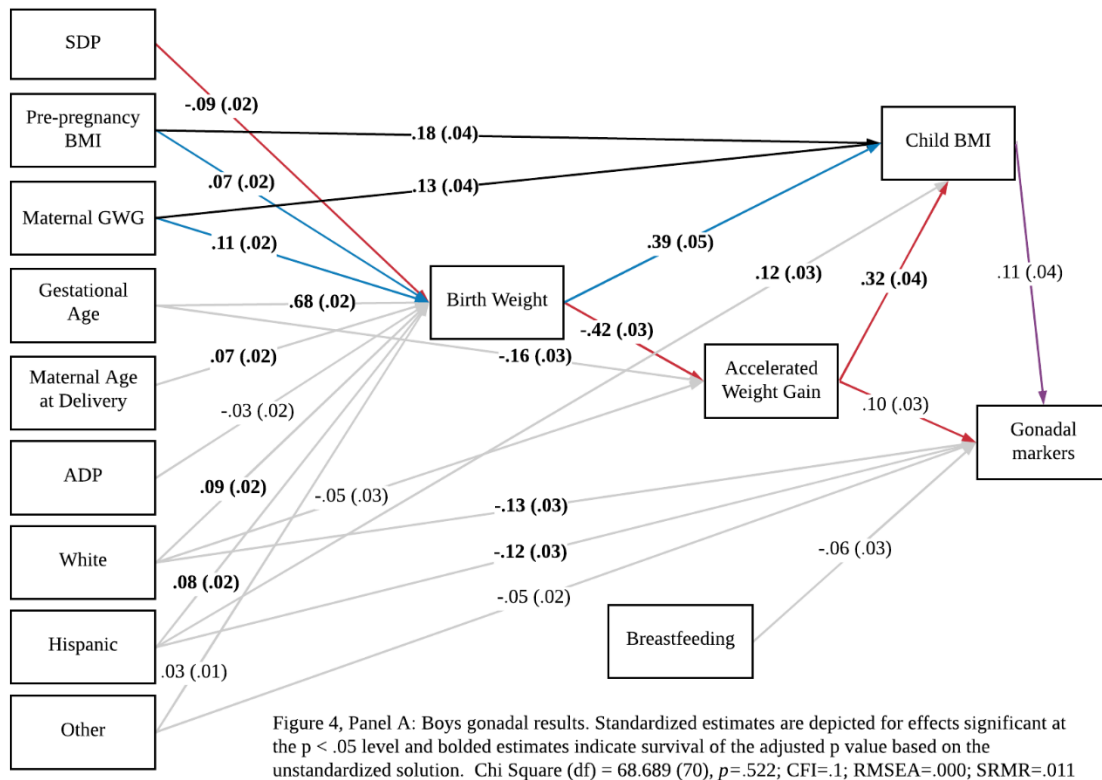 SDP
-.09 (.02)
Pre-pregnancy
BMI
.18 (.04)
Child BMI
.07 (.02)
.13 (.04)
Maternal GWG
.11 (.02)
.39 (.05)
.12 (.03)
.11 (.04)
Gestational
Age
.68 (.02)
Birth Weight
.32 (.04)
-.42 (.03)
-.16 (.03)
Maternal Age
at Delivery
.07 (.02)
Accelerated
Weight Gain
.10 (.03)
-.03 (.02)
Gonadal
markers
ADP
.09 (.02)
-.05 (.03)
-.13 (.03)
White
-.12 (.03)
-.06 (.03)
.08 (.02)
-.05 (.02)
Hispanic
Breastfeeding
.03 (.01)
Other
Figure 4, Panel A: Boys gonadal results. Standardized estimates are depicted for effects significant at
the p < .05 level and bolded estimates indicate survival of the adjusted p value based on the
unstandardized solution. Chi Square (df) = 68.689 (70), p=.522; CFI=.1; RMSEA=.000; SRMR=.011